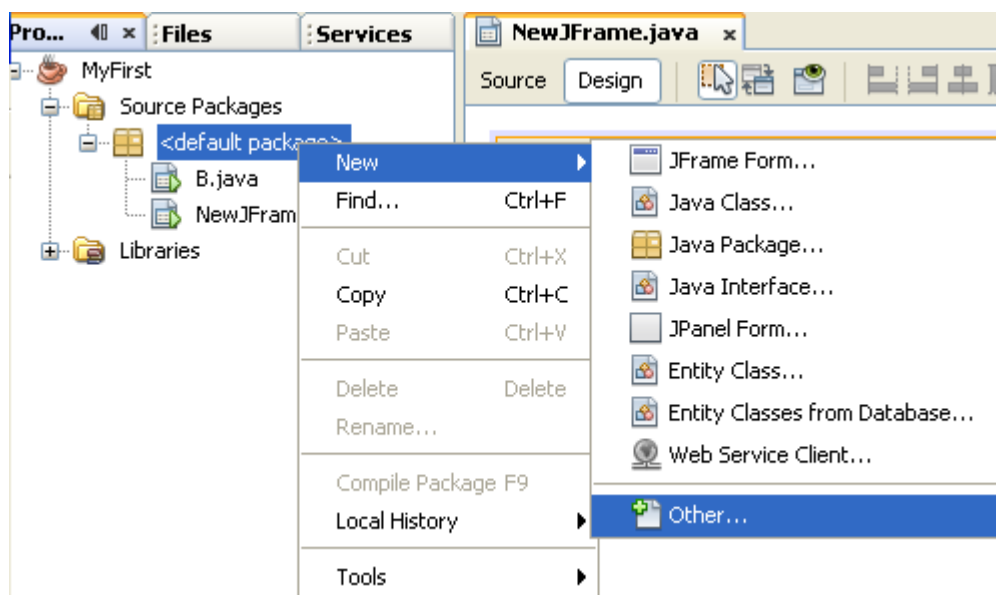 Pro... Files Services NewJFrame.java
MyFirst
Source Design
Source Packages
<default package>
B.java
NewJFram
Libraries
New
Find... Ctrl+F
Cut Ctrl+X
Copy Ctrl+C
Paste Ctrl+V
Delete Delete
Rename...
Compile Package F9
Local History
Tools
JFrame Form...
Java Class...
Java Package...
Java Interface...
JPanel Form...
Entity Class...
Entity Classes from Database...
Web Service Client...
Other...